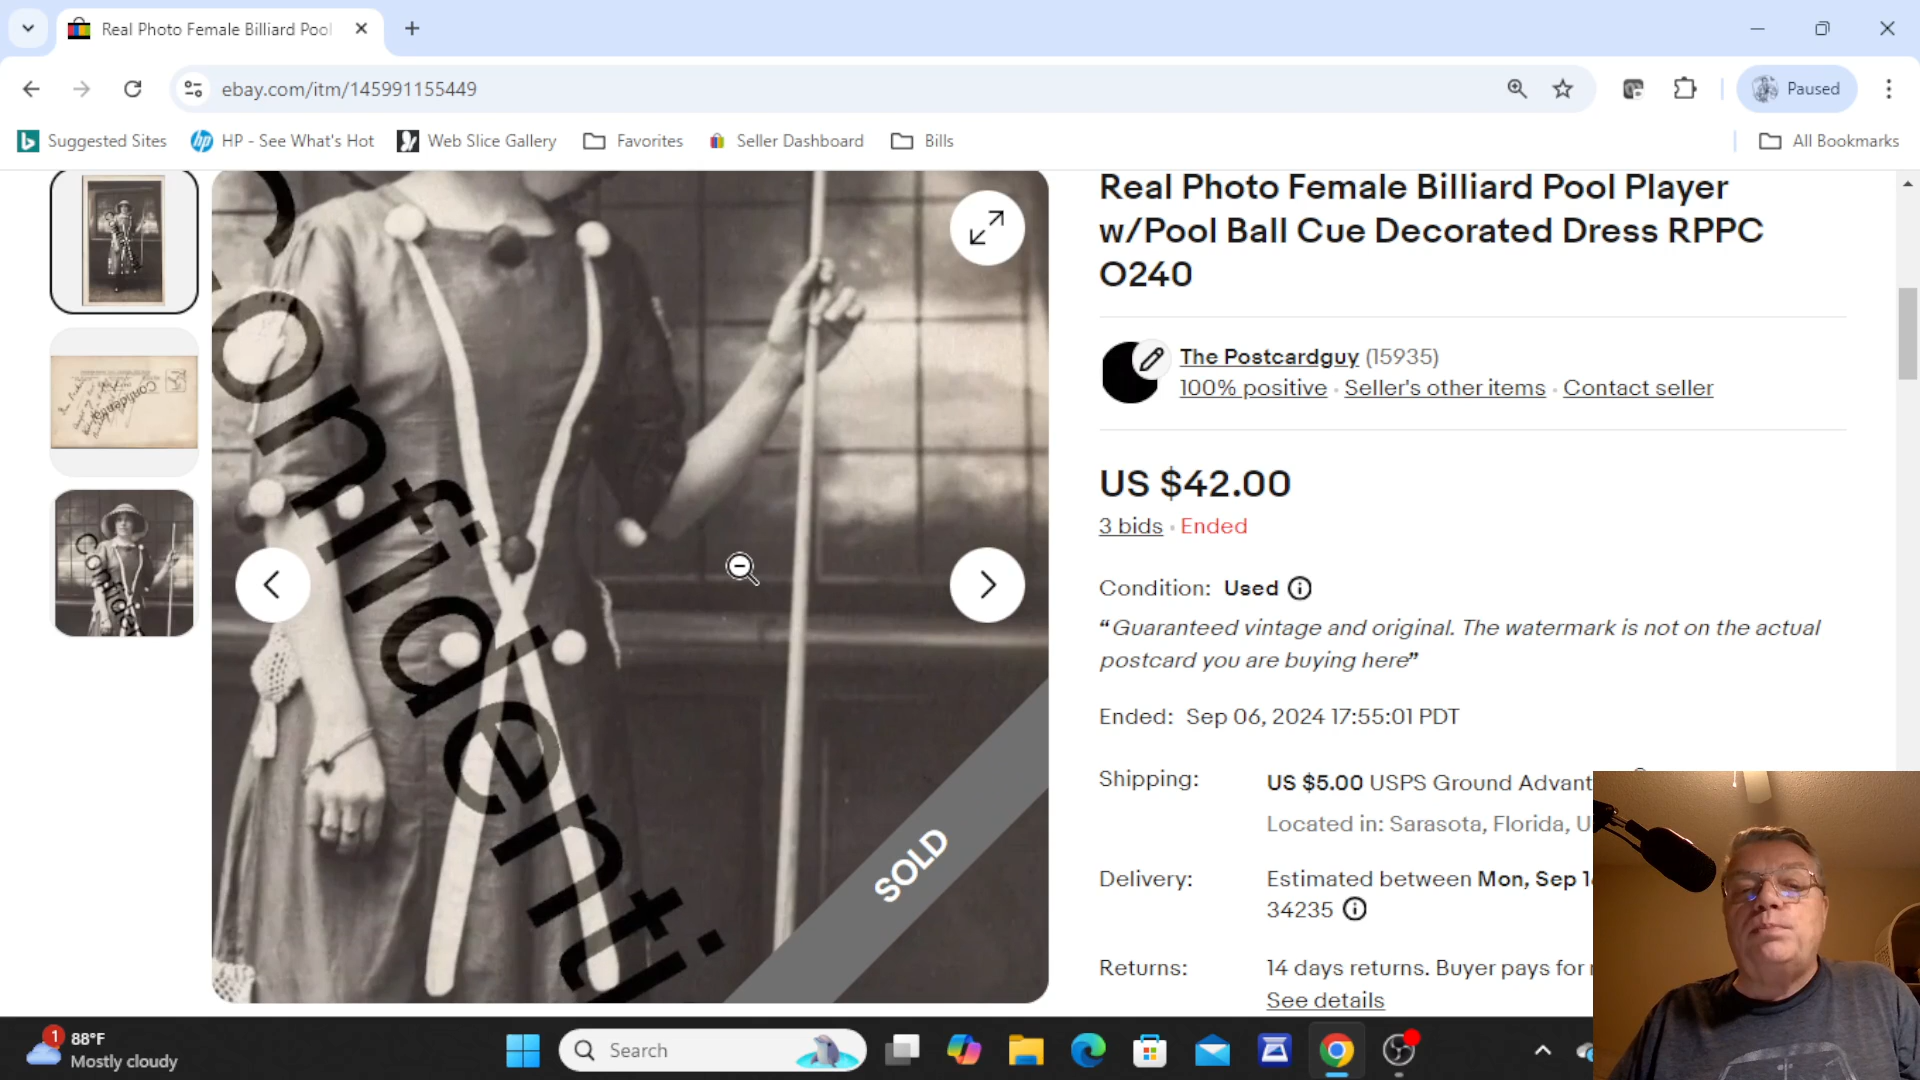 Real Photo Female Billiard Pool
ebay.com/itm/145991155449
Paused
Suggested Sites
HP - See What's Hot
Web Slice Gallery
Favorites
Seller Dashboard
Bills
All Bookmarks
Confidenti
SOLD
Confiden
Real Photo Female Billiard Pool Player
w/Pool Ball Cue Decorated Dress RPPC
O240
The Postcardguy (15935)
100% positive · Seller's other items · Contact seller
US $42.00
3 bids · Ended
Condition: Used
“Guaranteed vintage and original. The watermark is not on the actual
postcard you are buying here”
Ended: Sep 06, 2024 17:55:01 PDT
Shipping: US $5.00 USPS Ground Advant
Located in: Sarasota, Florida, U
Delivery: Estimated between Mon, Sep 1
34235
Returns: 14 days returns. Buyer pays for
See details
1
88°F
Mostly cloudy
Search